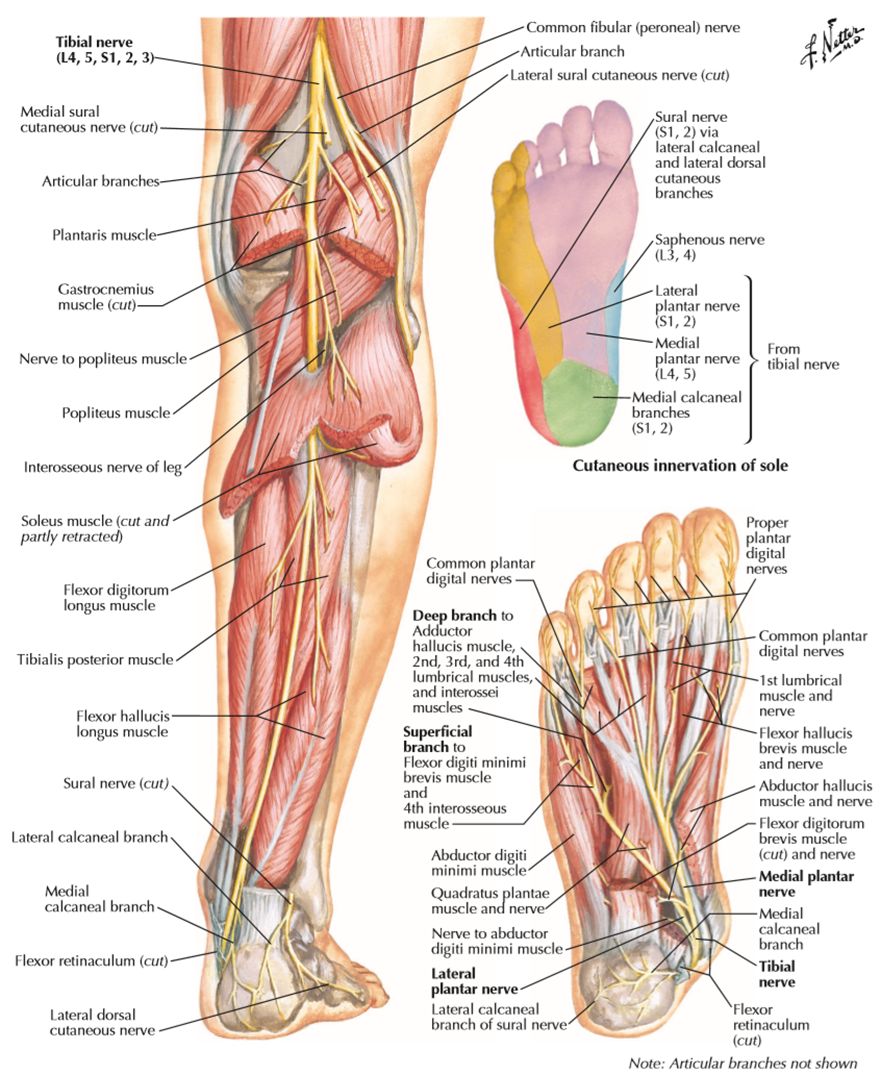 Tibial nerve
(L4, 5, S1, 2, 3)
Medial sural
cutaneous nerve (cut)
Articular branches
Plantaris muscle
Gastrocnemius
muscle (cut)
Nerve to popliteus muscle
Popliteus muscle
Interosseous nerve of leg
Soleus muscle (cut and
partly retracted)
Flexor digitorum
longus muscle
Tibialis posterior muscle
Flexor hallucis
longus muscle
Sural nerve (cut)
Lateral calcaneal branch
Medial
calcaneal branch
Flexor retinaculum (cut)
Lateral dorsal
cutaneous nerve
Common fibular (peroneal) nerve
Articular branch
Lateral sural cutaneous nerve (cut)
F. Netter
M.D.
Sural nerve
(S1, 2) via
lateral calcaneal
and lateral dorsal
cutaneous
branches
Saphenous nerve
(L3, 4)
Lateral
plantar nerve
(S1, 2)
Medial
plantar nerve
(L4, 5)
Medial calcaneal
branches
(S1, 2)
From
tibial nerve
Cutaneous innervation of sole
Common plantar
digital nerves
Deep branch to
Adductor
hallucis muscle,
2nd, 3rd, and 4th
lumbrical muscles,
and interossei
muscles
Superficial
branch to
Flexor digiti minimi
brevis muscle
and
4th interosseous
muscle
Abductor digiti
minimi muscle
Quadratus plantae
muscle and nerve
Nerve to abductor
digiti minimi muscle
Lateral
plantar nerve
Lateral calcaneal
branch of sural nerve
Proper
plantar
digital
nerves
Common plantar
digital nerves
1st lumbrical
muscle and
nerve
Flexor hallucis
brevis muscle
and nerve
Abductor hallucis
muscle and nerve
Flexor digitorum
brevis muscle
(cut) and nerve
Medial plantar
nerve
Medial
calcaneal
branch
Tibial
nerve
Flexor
retinaculum
(cut)
Note: Articular branches not shown